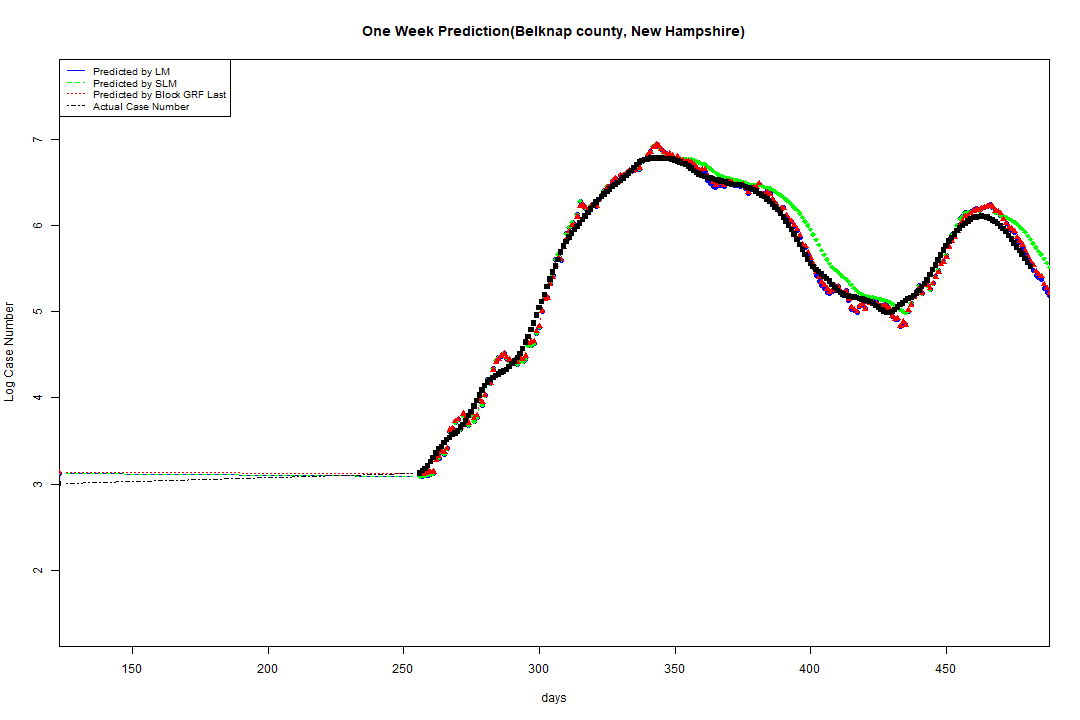 One Week Prediction(Belknap county, New Hampshire)
Predicted by LM
Predicted by SLM
Predicted by Block GRF Last
Actual Case Number
7
6
5
4
3
2
Log Case Number
150 200 250 300 350 400 450
days